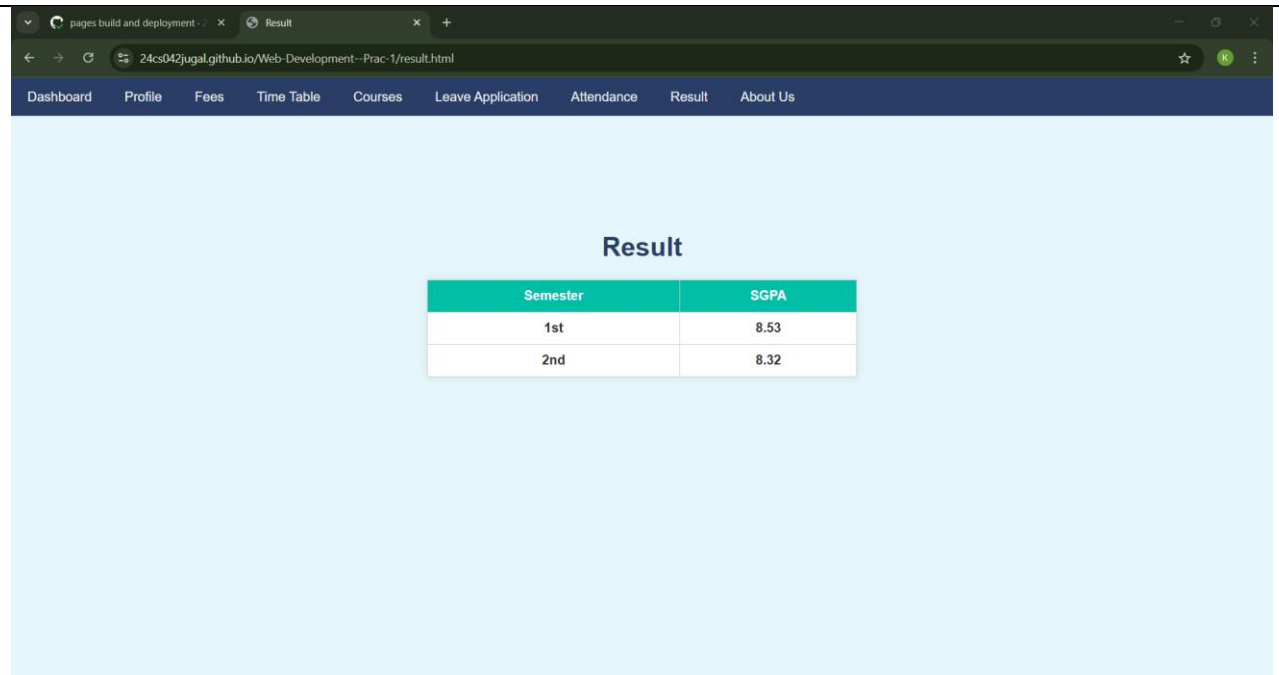 pages build and deployment · 2
Result
24cs042jugal.github.io/Web-Development--Prac-1/result.html
K
Dashboard Profile Fees Time Table Courses Leave Application Attendance Result About Us
Result
Semester SGPA
1st 8.53
2nd 8.32